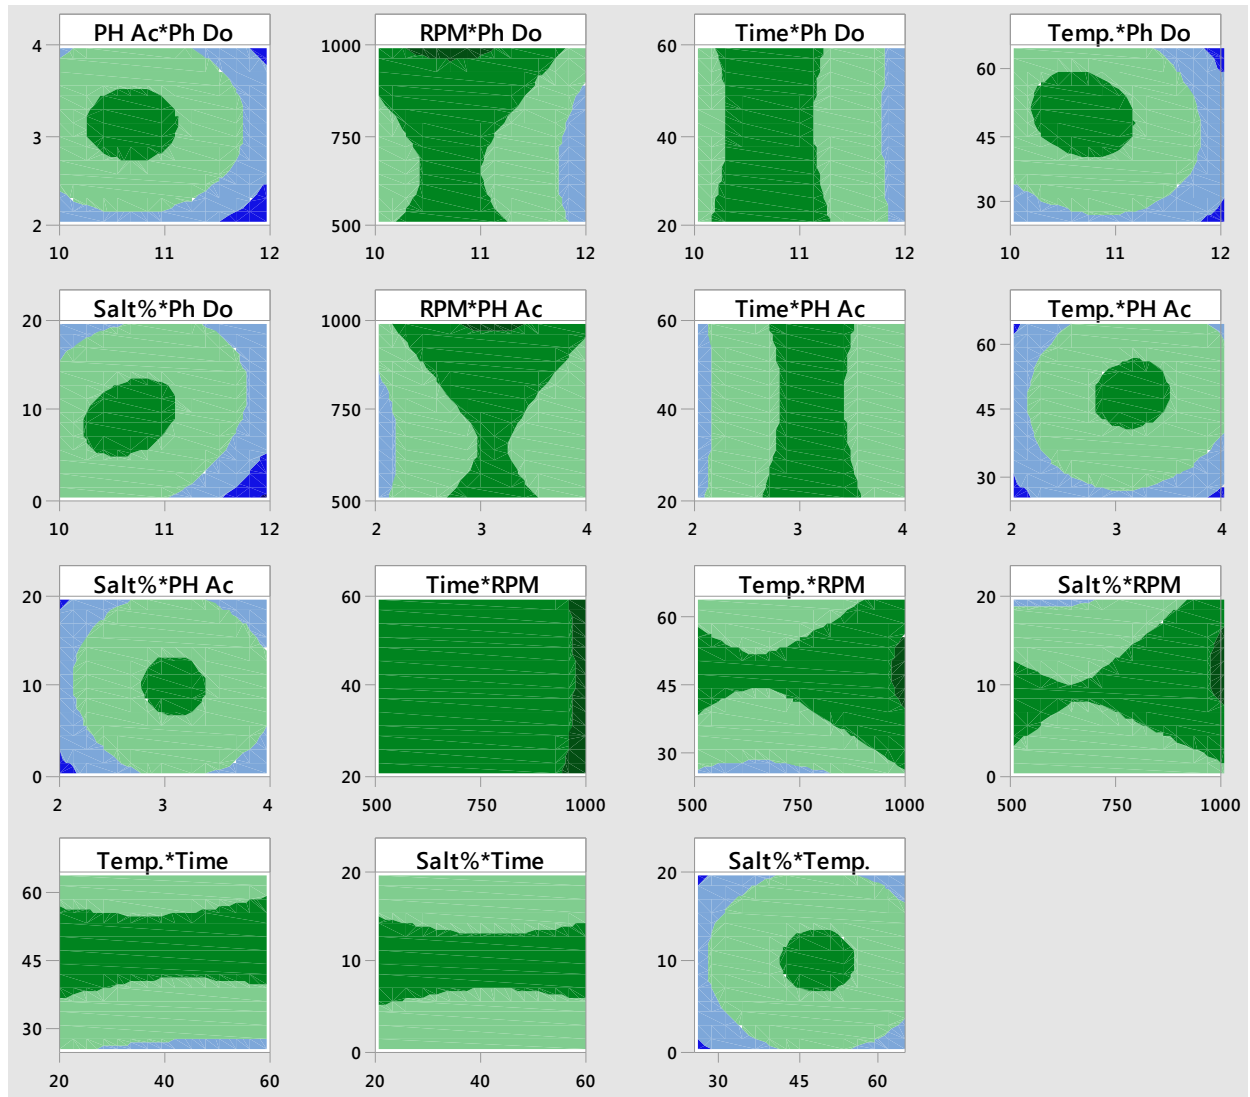 PH Ac*Ph Do
RPM*Ph Do
Time*Ph Do
Temp.*Ph Do
4
3
2
10 11 12
1000
750
500
10 11 12
60
40
20
10 11 12
60
45
30
10 11 12
Salt%*Ph Do
RPM*PH Ac
Time*PH Ac
Temp.*PH Ac
20
10
0
10 11 12
1000
750
500
2 3 4
60
40
20
2 3 4
60
45
30
2 3 4
Salt%*PH Ac
Time*RPM
Temp.*RPM
Salt%*RPM
20
10
0
2 3 4
60
40
20
500 750 1000
60
45
30
500 750 1000
20
10
0
500 750 1000
Temp.*Time
Salt%*Time
Salt%*Temp.
60
45
30
20 40 60
20
10
0
20 40 60
20
10
0
30 45 60